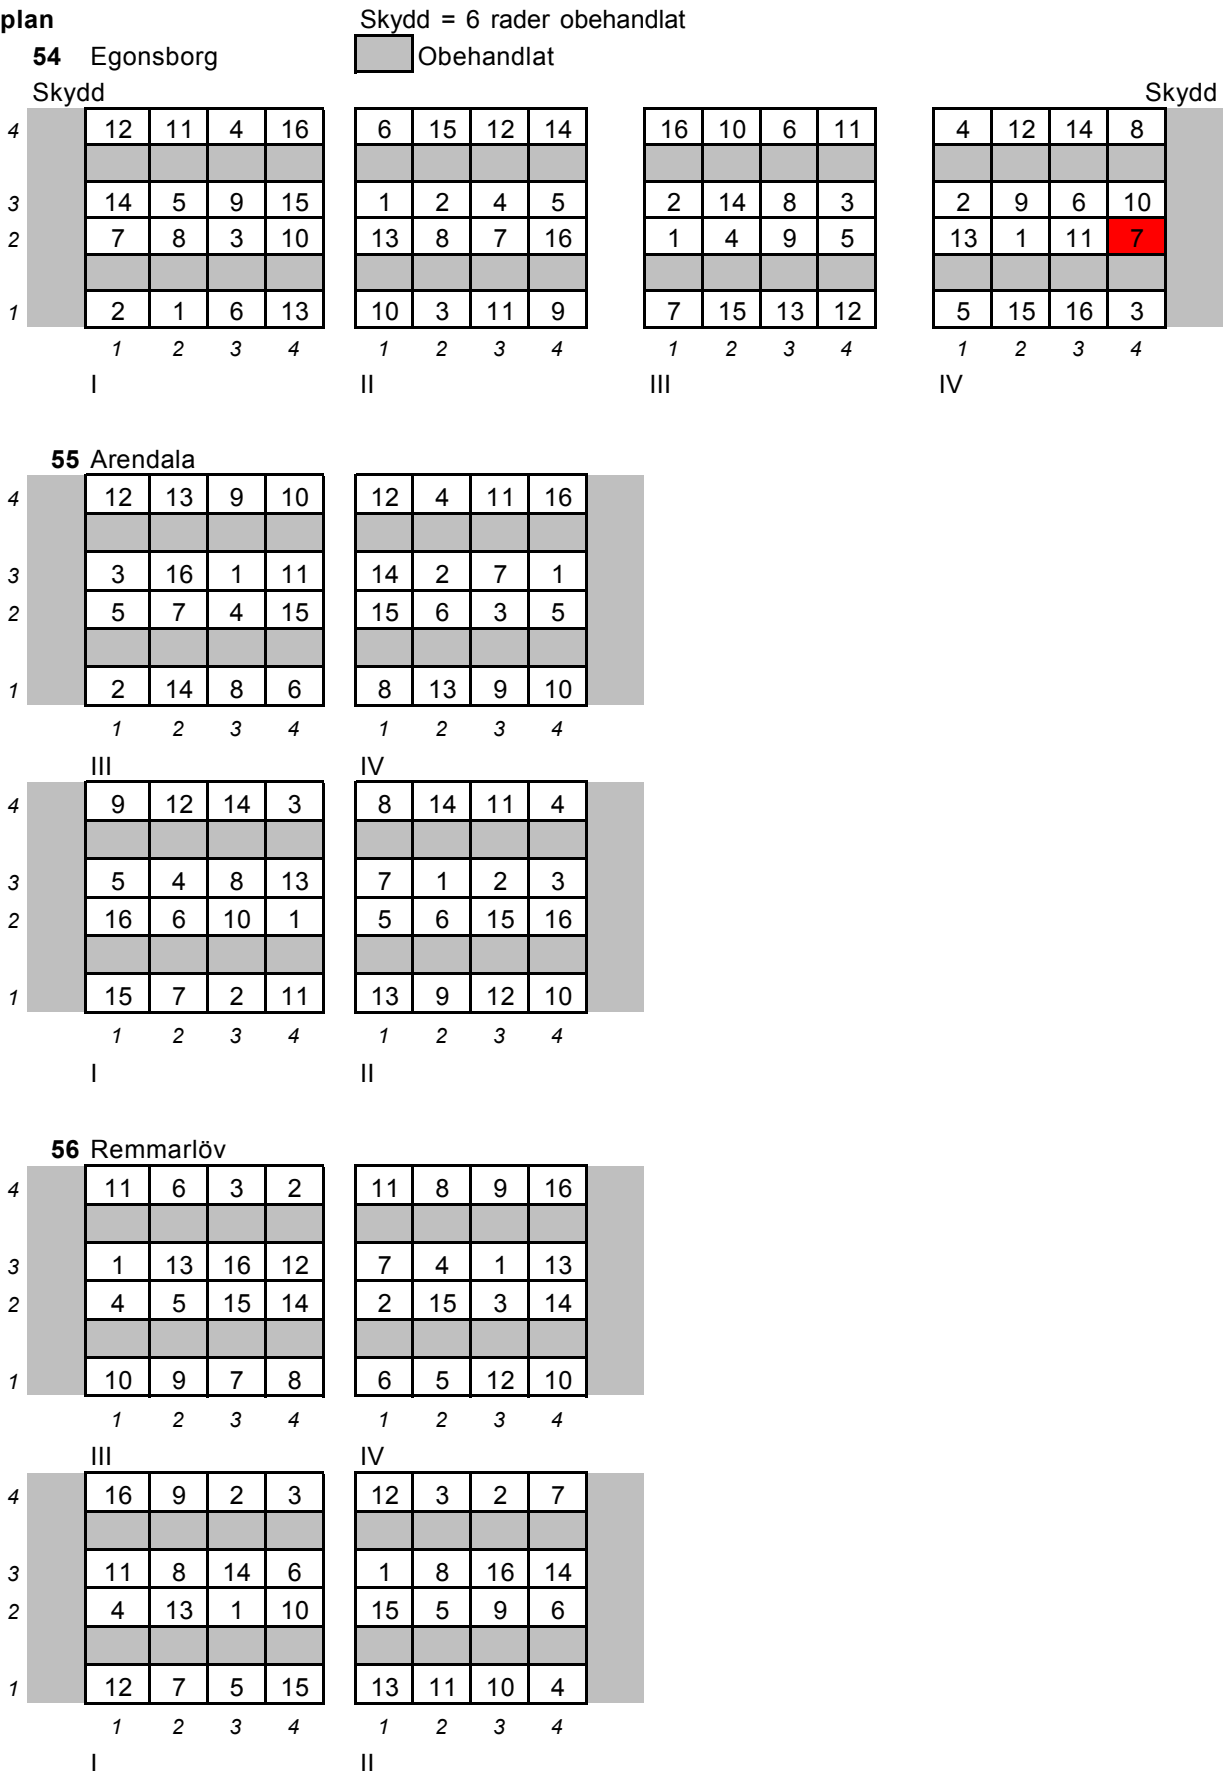 plan Skydd = 6 rader obehandlat
54 Egonsborg Obehandlat
Skydd Skydd
4 12 11 4 16 6 15 12 14 16 10 6 11 4 12 14 8
3 14 5 9 15 1 2 4 5 2 14 8 3 2 9 6 10
2 7 8 3 10 13 8 7 16 1 4 9 5 13 1 11 7
1 2 1 6 13 10 3 11 9 7 15 13 12 5 15 16 3
1 2 3 4 1 2 3 4 1 2 3 4 1 2 3 4
I II III IV
55 Arendala
4 12 13 9 10 12 4 11 16
3 3 16 1 11 14 2 7 1
2 5 7 4 15 15 6 3 5
1 2 14 8 6 8 13 9 10
1 2 3 4 1 2 3 4
III IV
4 9 12 14 3 8 14 11 4
3 5 4 8 13 7 1 2 3
2 16 6 10 1 5 6 15 16
1 15 7 2 11 13 9 12 10
1 2 3 4 1 2 3 4
I II
56 Remmarlöv
4 11 6 3 2 11 8 9 16
3 1 13 16 12 7 4 1 13
2 4 5 15 14 2 15 3 14
1 10 9 7 8 6 5 12 10
1 2 3 4 1 2 3 4
III IV
4 16 9 2 3 12 3 2 7
3 11 8 14 6 1 8 16 14
2 4 13 1 10 15 5 9 6
1 12 7 5 15 13 11 10 4
1 2 3 4 1 2 3 4
I II